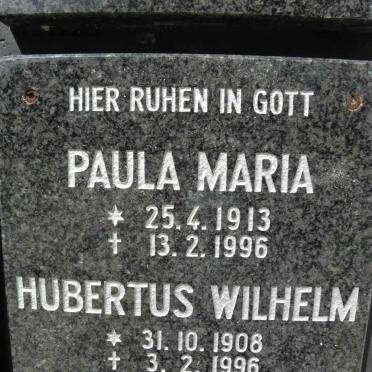 HIER RUHEN IN GOTT
PAULA MARIA
* 25.4.1913
† 13.2.1996
HUBERTUS WILHELM
* 31.10.1908
† 3.2.1996